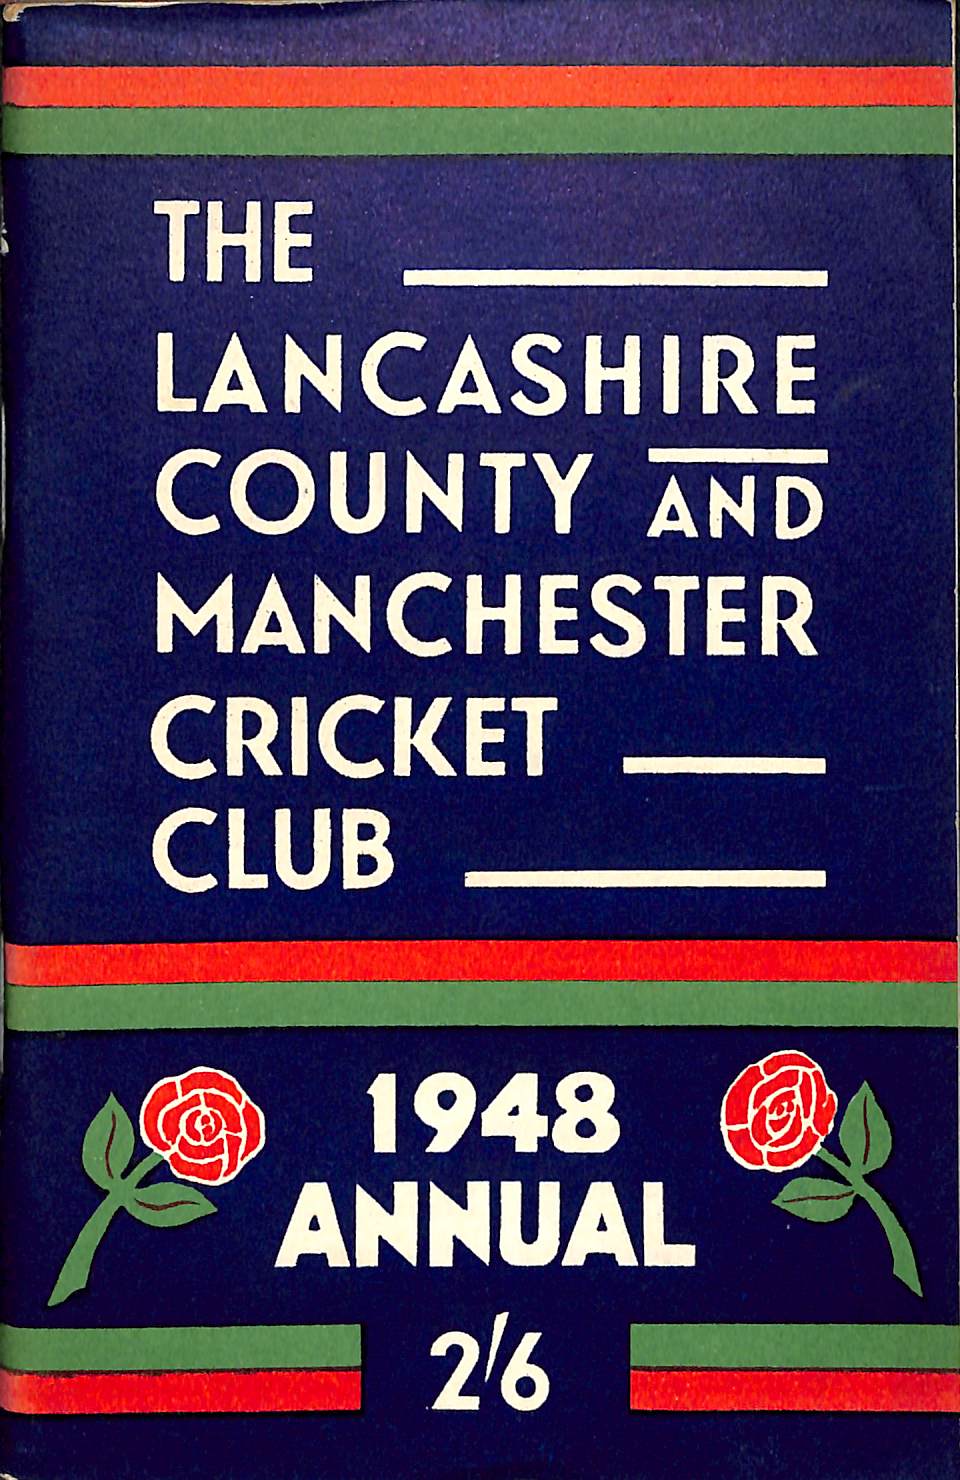 THE
LANCASHIRE
COUNTY AND
MANCHESTER
CRICKET
CLUB
1948
ANNUAL
2/6